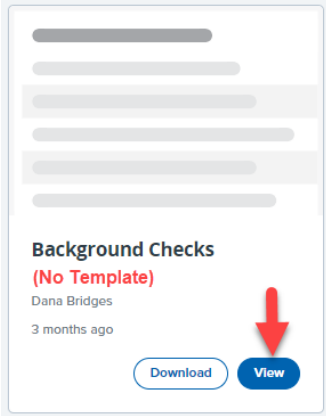 Background Checks
(No Template)
Dana Bridges
3 months ago
Download View